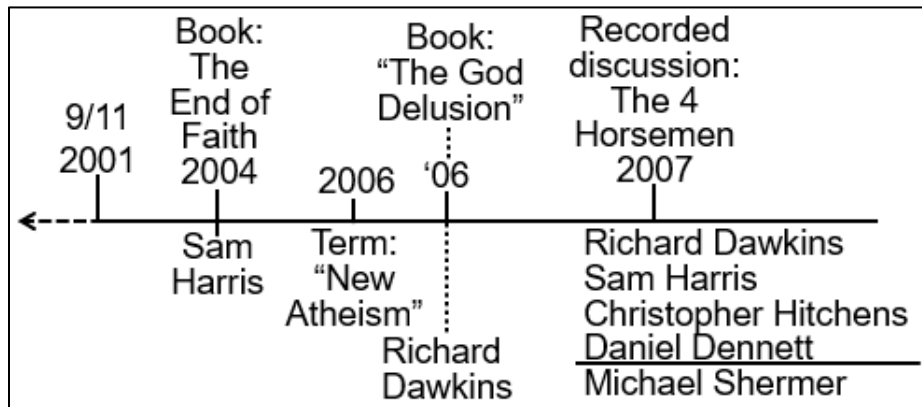 9/11
2001
Book:
The
End of
Faith
2004
Sam
Harris
2006
Term:
“New
Atheism”
Book:
“The God
Delusion”
‘06
Richard
Dawkins
Recorded
discussion:
The 4
Horsemen
2007
Richard Dawkins
Sam Harris
Christopher Hitchens
Daniel Dennett
Michael Shermer